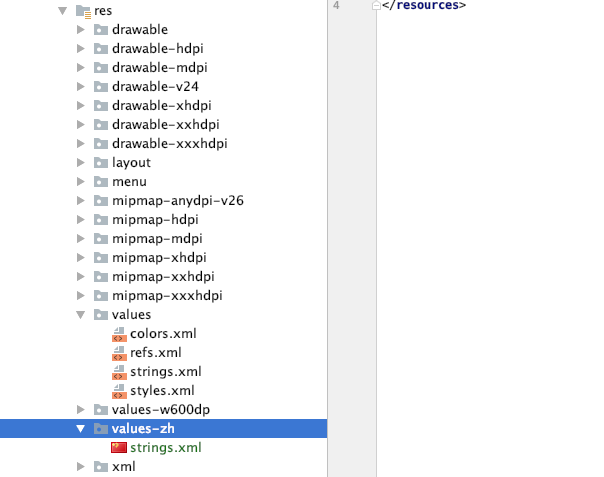 res
4 </resources>
drawable
drawable-hdpi
drawable-mdpi
drawable-v24
drawable-xhdpi
drawable-xxhdpi
drawable-xxxhdpi
layout
menu
mipmap-anydpi-v26
mipmap-hdpi
mipmap-mdpi
mipmap-xhdpi
mipmap-xxhdpi
mipmap-xxxhdpi
values
colors.xml
refs.xml
strings.xml
styles.xml
values-w600dp
values-zh
strings.xml
xml